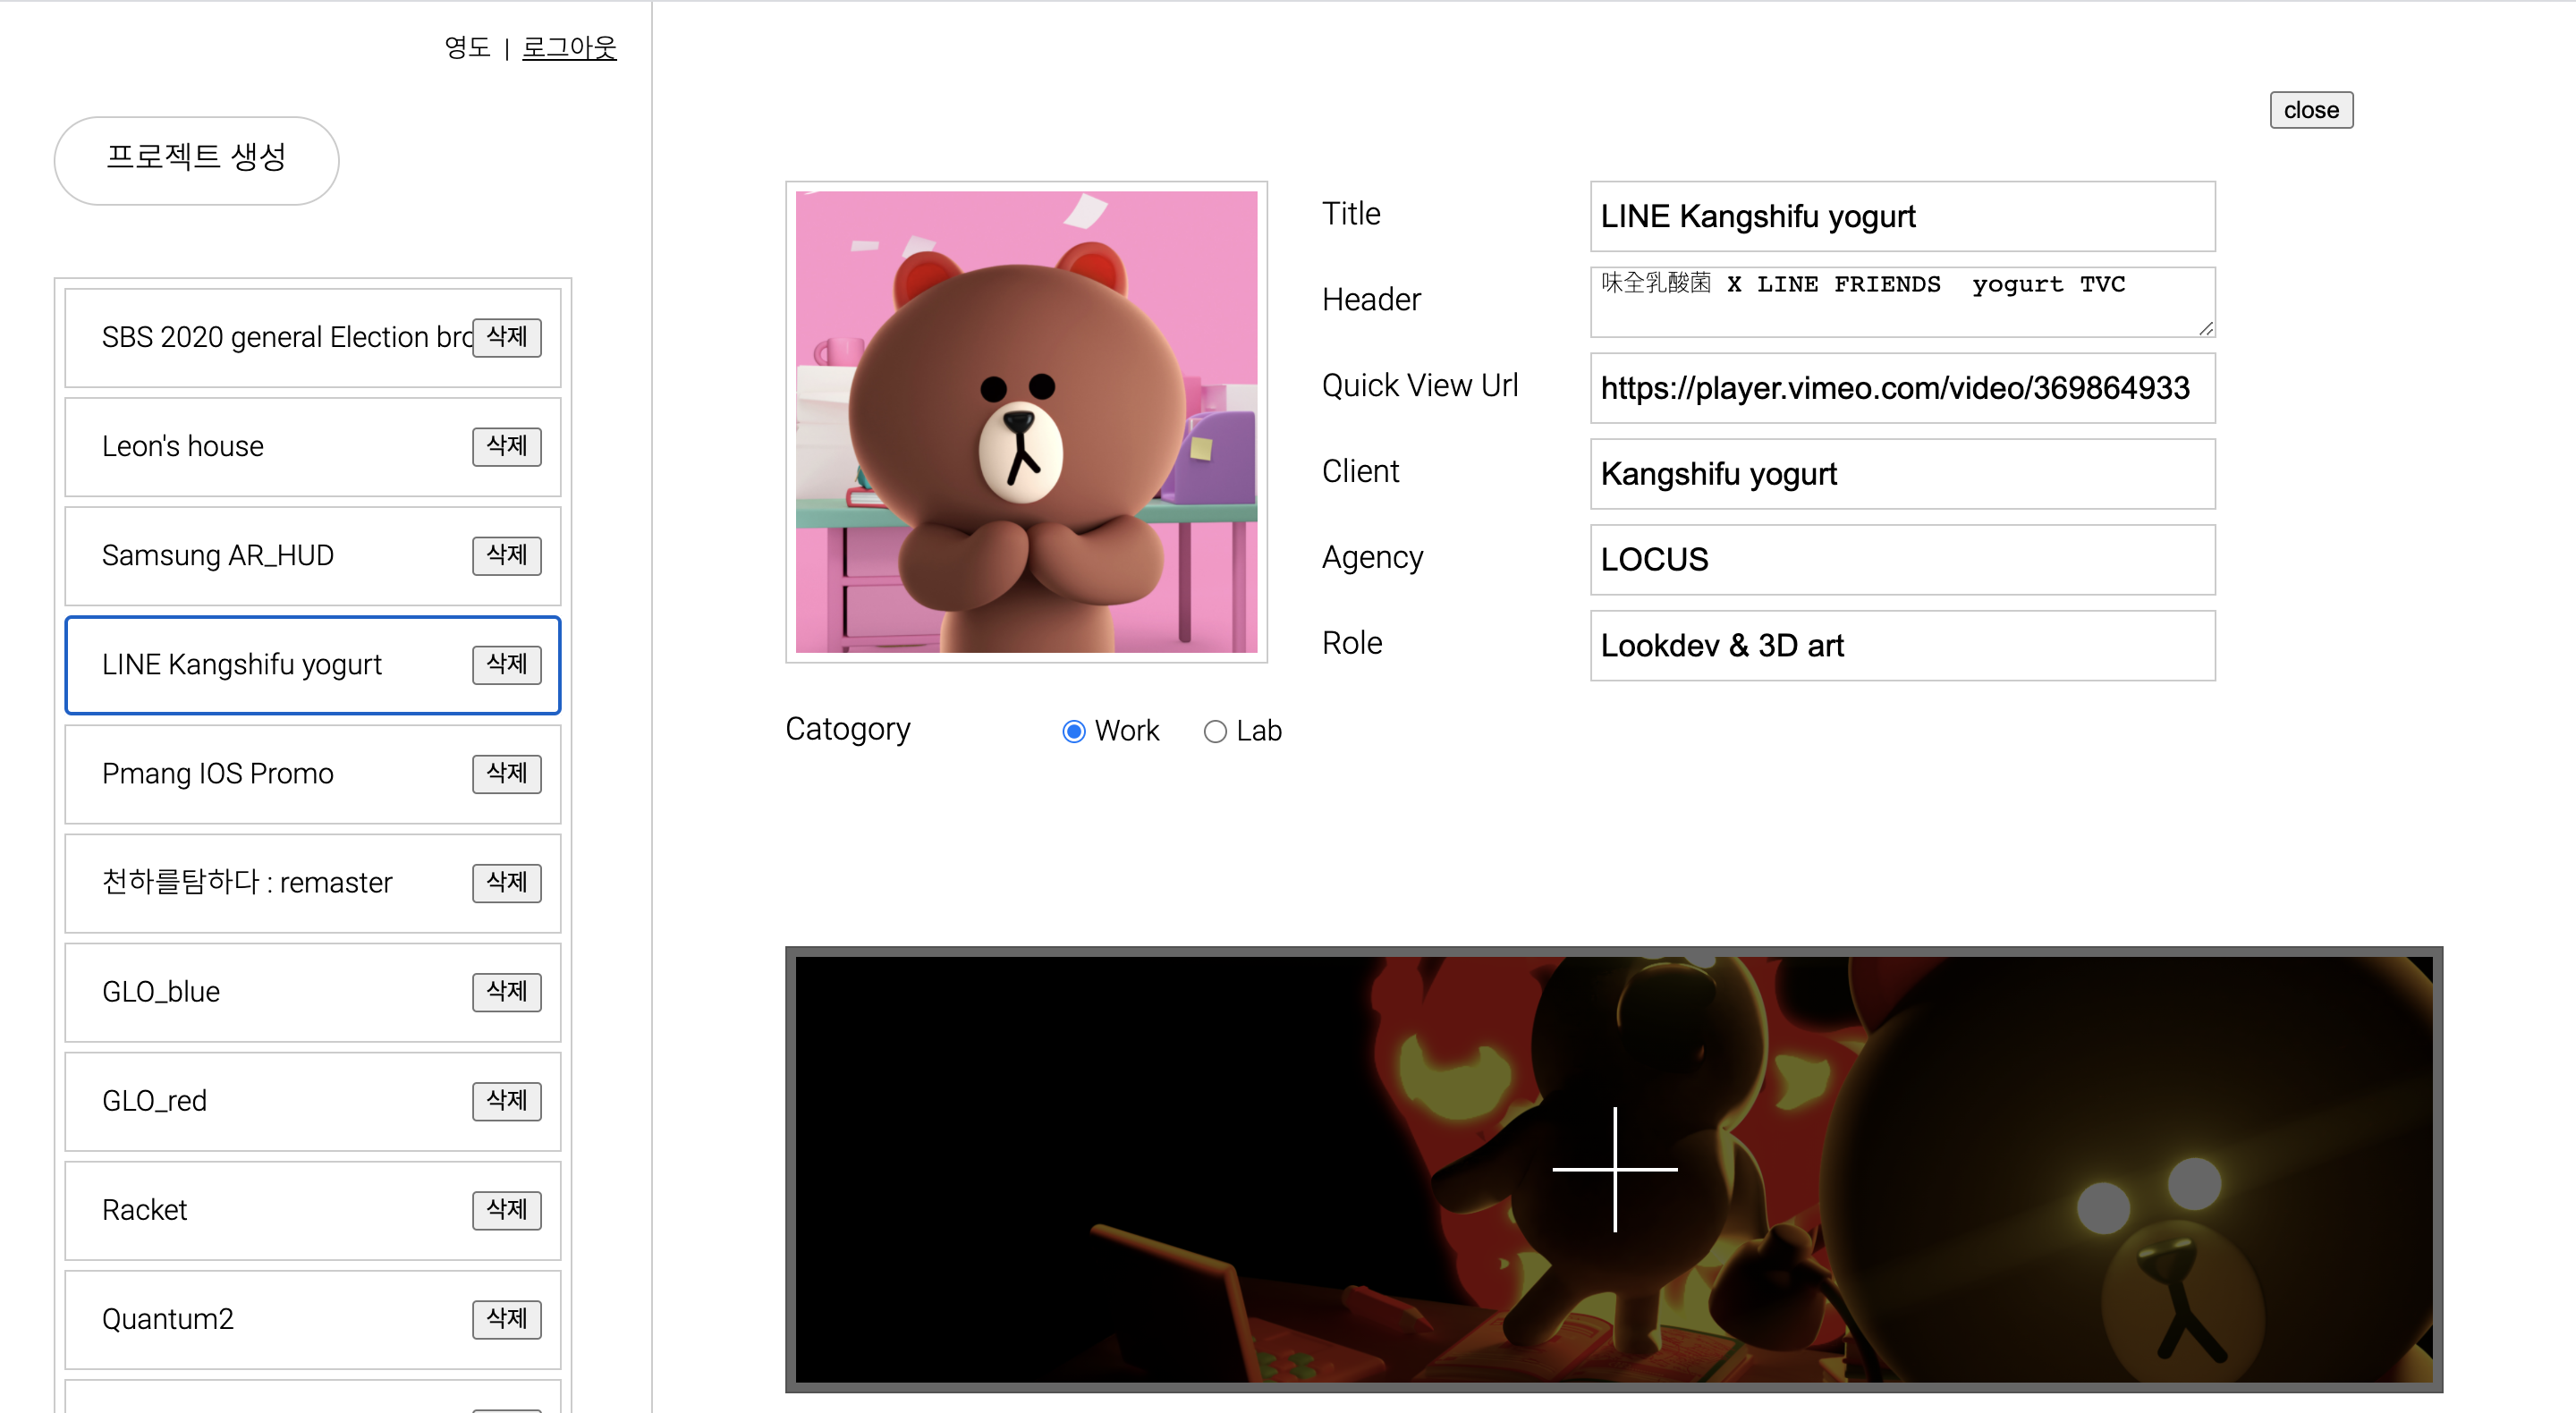 영도 | 로그아웃
프로젝트 생성
SBS 2020 general Election bro
삭제
Leon's house
삭제
Samsung AR_HUD
삭제
LINE Kangshifu yogurt
삭제
Pmang IOS Promo
삭제
천하를탐하다 : remaster
삭제
GLO_blue
삭제
GLO_red
삭제
Racket
삭제
Quantum2
삭제
close
Title
LINE Kangshifu yogurt
Header
味全乳酸菌 X LINE FRIENDS  yogurt TVC
Quick View Url
https://player.vimeo.com/video/369864933
Client
Kangshifu yogurt
Agency
LOCUS
Role
Lookdev & 3D art
Catogory
Work
Lab